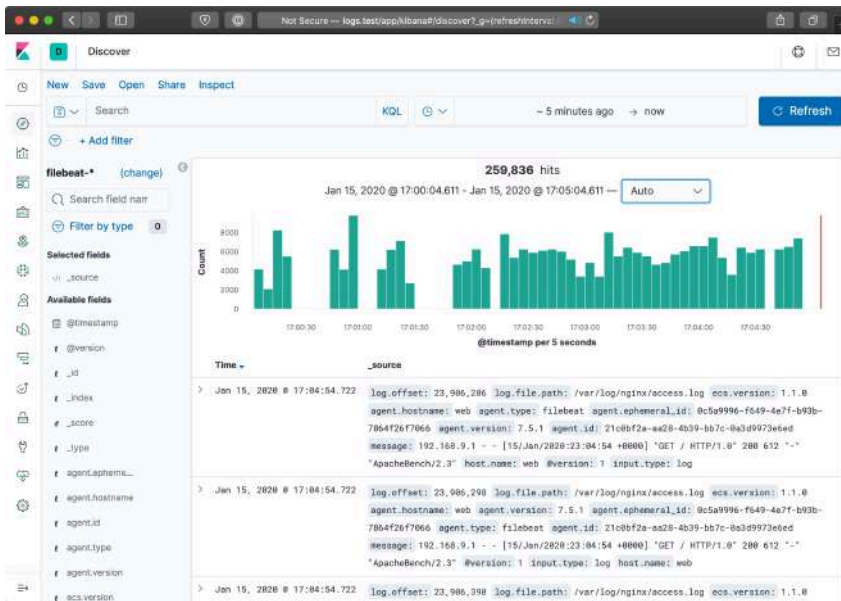 Not Secure — logs.test/app/kibana#/discover?_g=(refreshInterval
D Discover
New Save Open Share Inspect
Search KQL ~ 5 minutes ago → now Refresh
+ Add filter
filebeat-* (change)
Search field nam
Filter by type 0
Selected fields
_source
Available fields
@timestamp
t @version
t _id
t _index
# _score
t _type
t agent.epheme...
t agent.hostname
t agent.id
t agent.type
t agent.version
t ecs.version
259,836 hits
Jan 15, 2020 @ 17:00:04.611 - Jan 15, 2020 @ 17:05:04.611 — Auto
Count
8000
6000
4000
2000
0
17:00:30 17:01:00 17:01:30 17:02:00 17:02:30 17:03:00 17:03:30 17:04:00 17:04:30
@timestamp per 5 seconds
Time _source
Jan 15, 2020 @ 17:04:54.722 log.offset: 23,906,206 log.file.path: /var/log/nginx/access.log ecs.version: 1.1.0
agent.hostname: web agent.type: filebeat agent.ephemeral_id: 0c5a9996-f649-4e7f-b93b-
7864f26f7066 agent.version: 7.5.1 agent.id: 21c0bf2a-aa28-4b39-bb7c-0a3d9973e6ed
message: 192.168.9.1 - - [15/Jan/2020:23:04:54 +0000] "GET / HTTP/1.0" 200 612 "-"
"ApacheBench/2.3" host.name: web @version: 1 input.type: log
Jan 15, 2020 @ 17:04:54.722 log.offset: 23,906,298 log.file.path: /var/log/nginx/access.log ecs.version: 1.1.0
agent.hostname: web agent.version: 7.5.1 agent.ephemeral_id: 0c5a9996-f649-4e7f-b93b-
7864f26f7066 agent.type: filebeat agent.id: 21c0bf2a-aa28-4b39-bb7c-0a3d9973e6ed
message: 192.168.9.1 - - [15/Jan/2020:23:04:54 +0000] "GET / HTTP/1.0" 200 612 "-"
"ApacheBench/2.3" @version: 1 input.type: log host.name: web
Jan 15, 2020 @ 17:04:54.722 log.offset: 23,906,390 log.file.path: /var/log/nginx/access.log ecs.version: 1.1.0